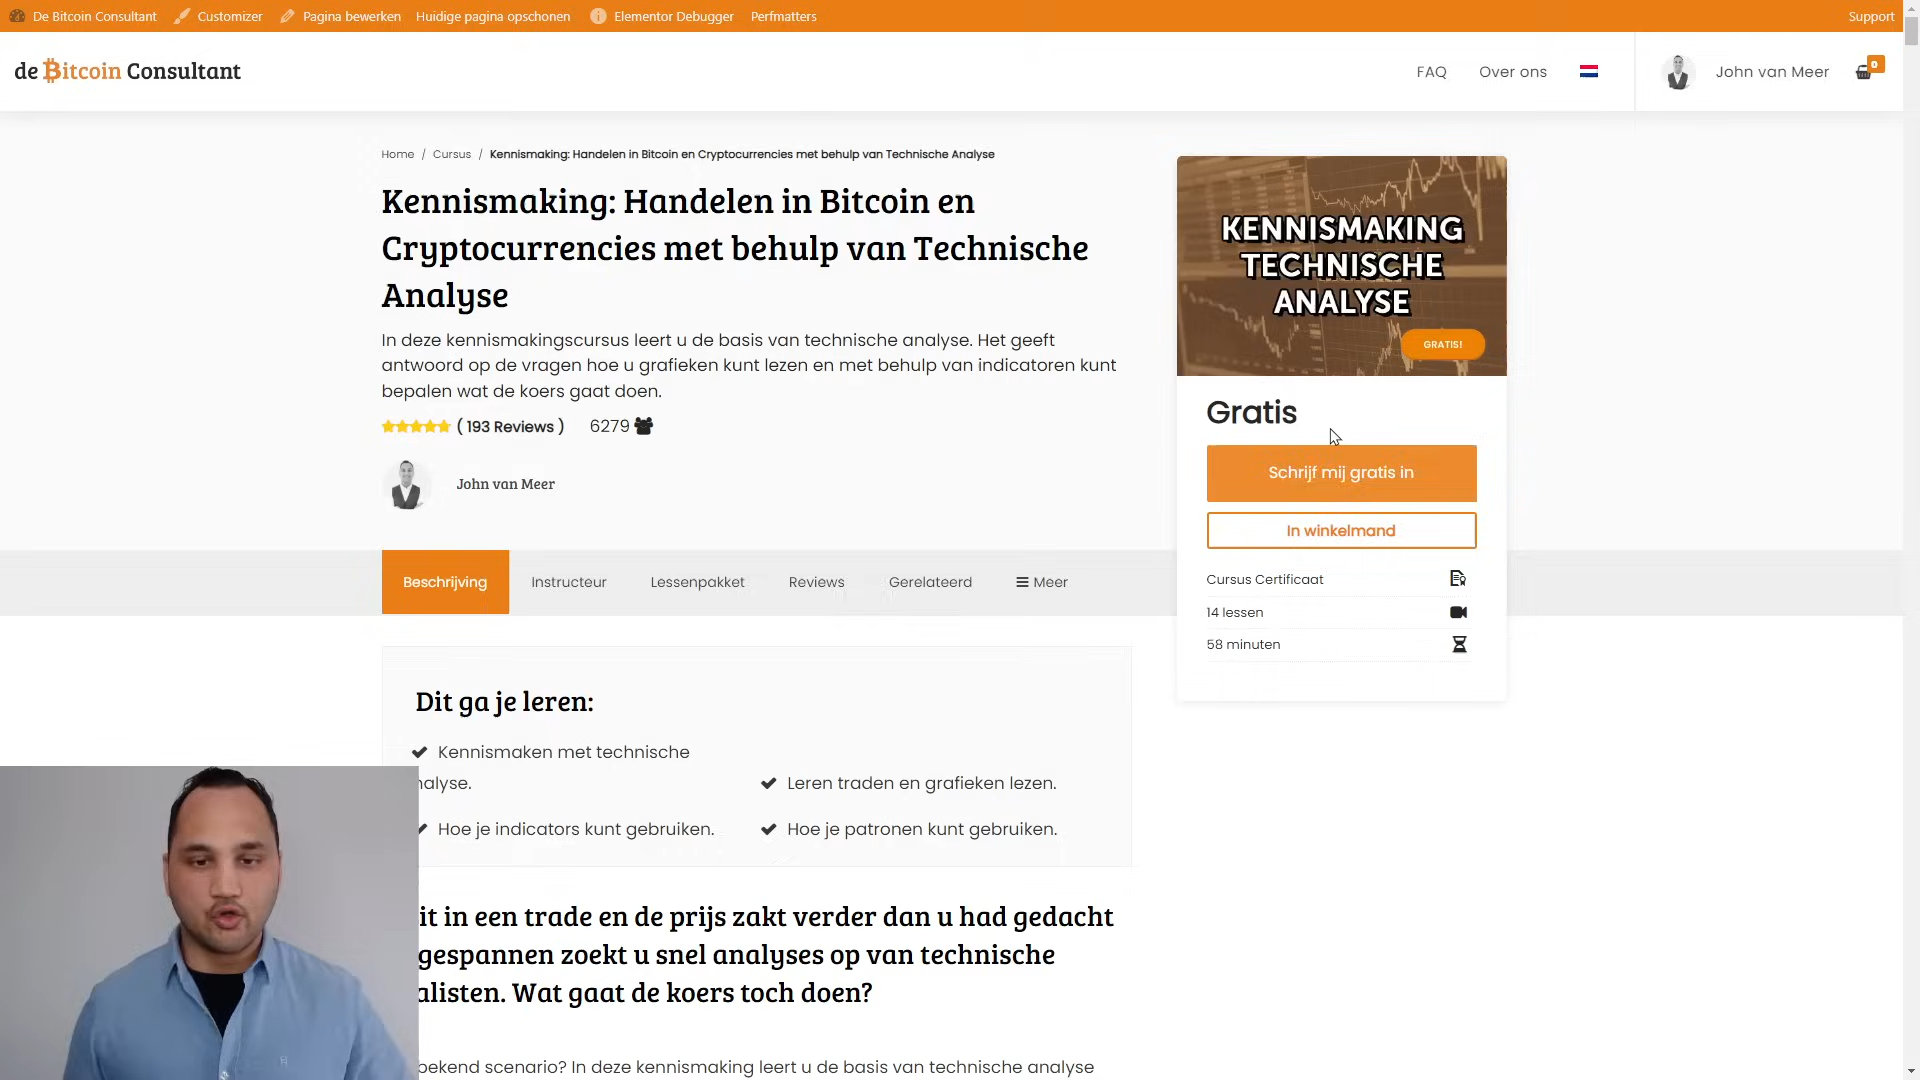 De Bitcoin Consultant Customizer Pagina bewerken Huidige pagina opschonen Elementor Debugger Perfmatters Support
de Bitcoin Consultant FAQ Over ons John van Meer 0
Home / Cursus / Kennismaking: Handelen in Bitcoin en Cryptocurrencies met behulp van Technische Analyse
Kennismaking: Handelen in Bitcoin en
Cryptocurrencies met behulp van Technische
Analyse
In deze kennismakingscursus leert u de basis van technische analyse. Het geeft
antwoord op de vragen hoe u grafieken kunt lezen en met behulp van indicatoren kunt
bepalen wat de koers gaat doen.
( 193 Reviews ) 6279
John van Meer
KENNISMAKING
TECHNISCHE
ANALYSE
GRATIS!
Gratis
Schrijf mij gratis in
In winkelmand
Cursus Certificaat
14 lessen
58 minuten
Beschrijving Instructeur Lessenpakket Reviews Gerelateerd Meer
Dit ga je leren:
Kennismaken met technische
nalyse.
Leren traden en grafieken lezen.
Hoe je indicators kunt gebruiken.
Hoe je patronen kunt gebruiken.
it in een trade en de prijs zakt verder dan u had gedacht
gespannen zoekt u snel analyses op van technische
alisten. Wat gaat de koers toch doen?
bekend scenario? In deze kennismaking leert u de basis van technische analyse